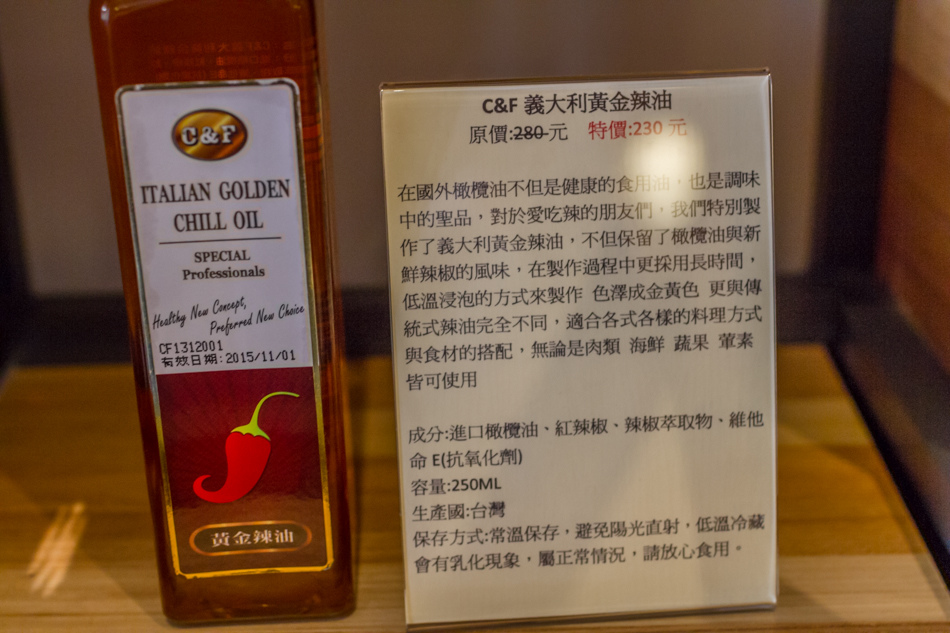 C&F
ITALIAN GOLDEN
CHILL OIL
SPECIAL
Professionals
Healthy New Concept,
Preferred New Choice
CF1312001
有效日期:2015/11/01
黃金辣油
C&F 義大利黃金辣油
原價:280元 特價:230 元
在國外橄欖油不但是健康的食用油，也是調味
中的聖品，對於愛吃辣的朋友們，我們特別製
作了義大利黃金辣油，不但保留了橄欖油與新
鮮辣椒的風味，在製作過程中更採用長時間，
低溫浸泡的方式來製作 色澤成金黃色 更與傳
統式辣油完全不同，適合各式各樣的料理方式
與食材的搭配，無論是肉類 海鮮 蔬果 葷素
皆可使用
成分:進口橄欖油、紅辣椒、辣椒萃取物、維他
命 E(抗氧化劑)
容量:250ML
生產國:台灣
保存方式:常溫保存，避免陽光直射，低溫冷藏
會有乳化現象，屬正常情況，請放心食用。